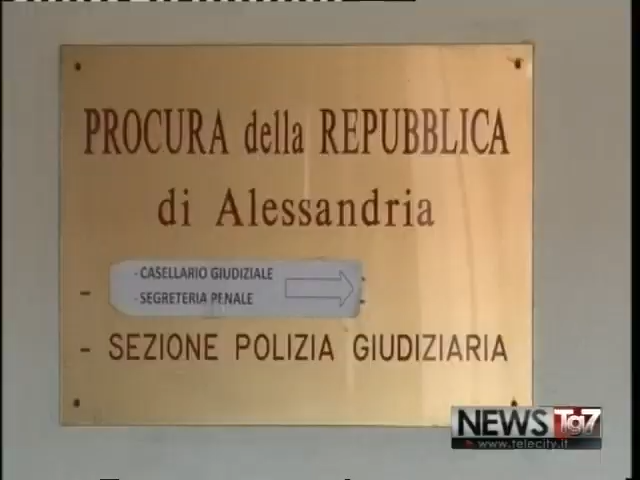 PROCURA della REPUBBLICA
di Alessandria
- CASELLARIO GIUDIZIALE
- SEGRETERIA PENALE
-
- SEZIONE POLIZIA GIUDIZIARIA
NEWS Tg7
www.telecity.it